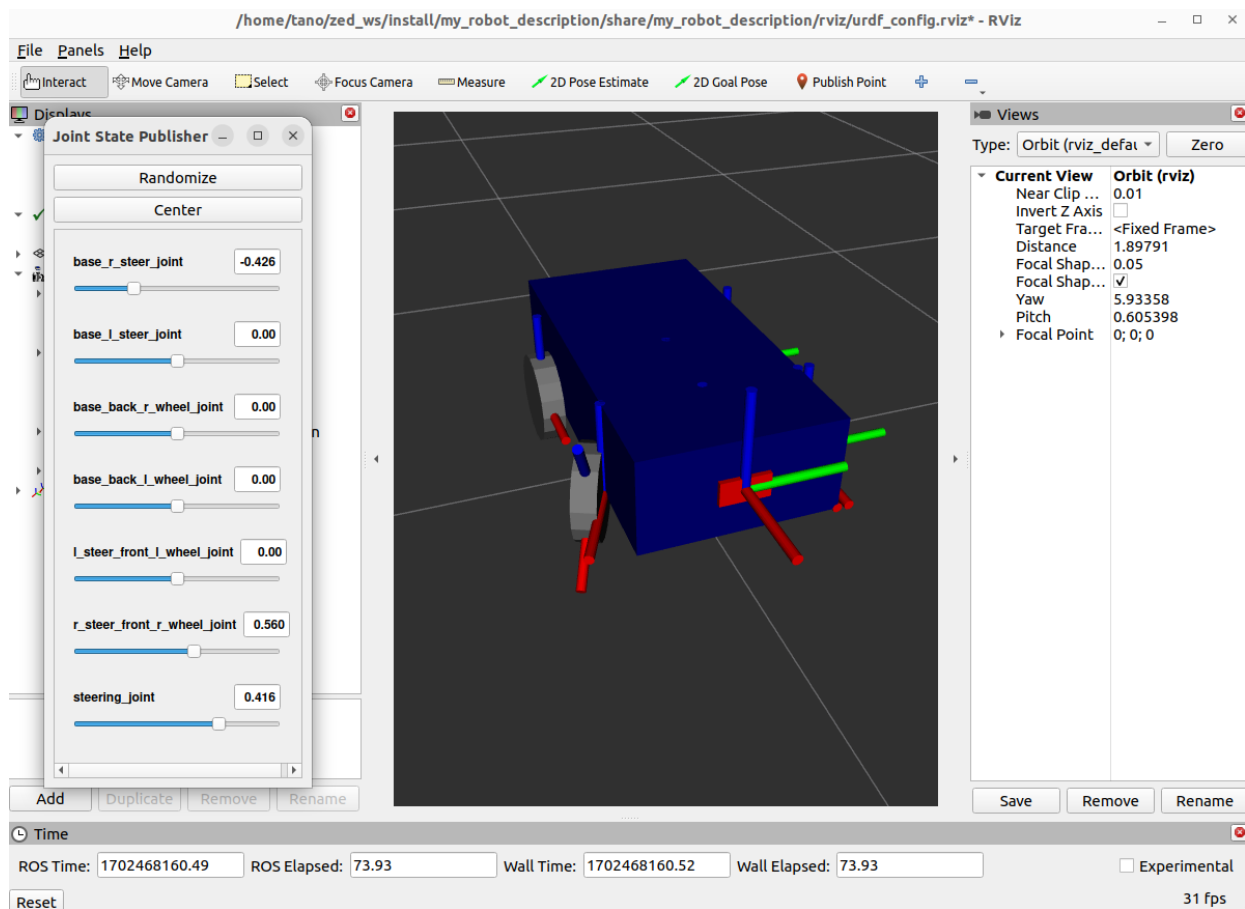 /home/tano/zed_ws/install/my_robot_description/share/my_robot_description/rviz/urdf_config.rviz* - RViz
File Panels Help
Interact Move Camera Select Focus Camera Measure 2D Pose Estimate 2D Goal Pose Publish Point
Displays
Joint State Publisher
Randomize
Center
base_r_steer_joint -0.426
base_l_steer_joint 0.00
base_back_r_wheel_joint 0.00
base_back_l_wheel_joint 0.00
l_steer_front_l_wheel_joint 0.00
r_steer_front_r_wheel_joint 0.560
steering_joint 0.416
n
Add Duplicate Remove Rename
Views
Type: Orbit (rviz_defau Zero
Current View Orbit (rviz)
Near Clip ... 0.01
Invert Z Axis
Target Fra... <Fixed Frame>
Distance 1.89791
Focal Shap... 0.05
Focal Shap...
Yaw 5.93358
Pitch 0.605398
Focal Point 0; 0; 0
Save Remove Rename
Time
ROS Time: 1702468160.49 ROS Elapsed: 73.93 Wall Time: 1702468160.52 Wall Elapsed: 73.93 Experimental
Reset 31 fps